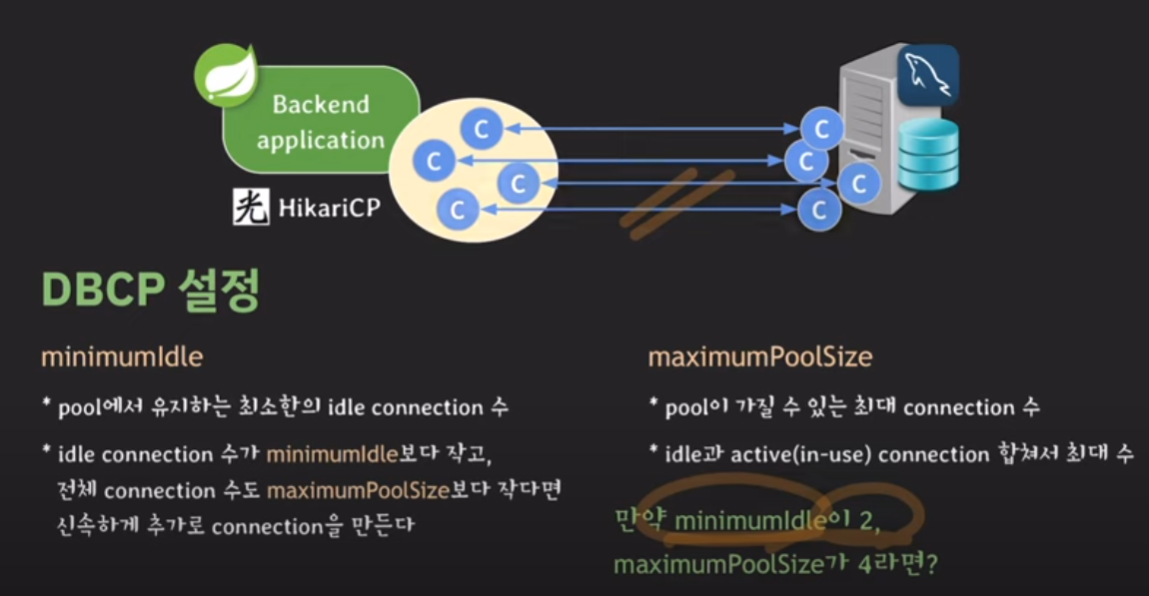 Backend
application
C
C
C
C
C
C
C
C
光 HikariCP
DBCP 설정
minimumIdle
* pool에서 유지하는 최소한의 idle connection 수
* idle connection 수가 minimumIdle보다 작고,
전체 connection 수도 maximumPoolSize보다 작다면
신속하게 추가로 connection을 만든다
maximumPoolSize
* pool이 가질 수 있는 최대 connection 수
* idle과 active(in-use) connection 합쳐서 최대 수
만약 minimumIdle이 2,
maximumPoolSize가 4라면?